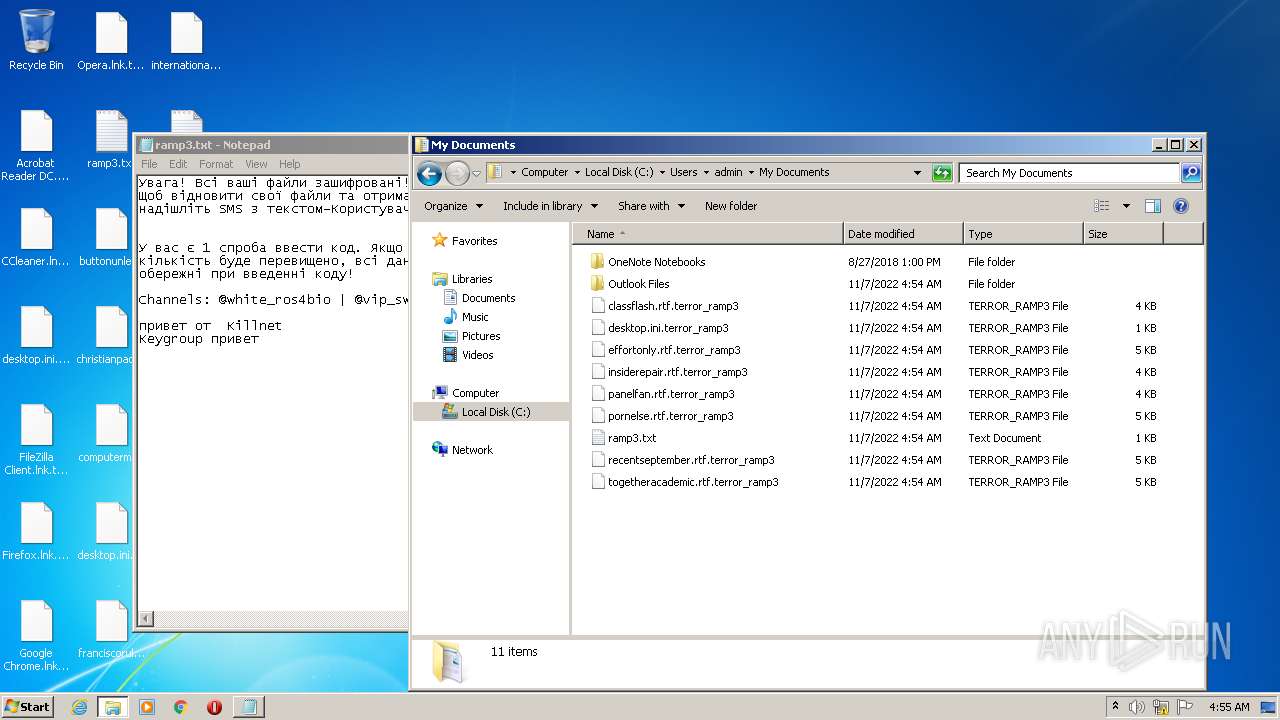 Recycle Bin
Opera.lnk.t...
internationa...
Acrobat
Reader DC....
ramp3.tx
CCleaner.ln...
buttonunle
desktop.ini....
christianpac
FileZilla
Client.lnk.t...
computerm
Firefox.lnk....
desktop.ini.
Google
Chrome.lnk...
franciscorul...
ramp3.txt - Notepad
File Edit Format View Help
Увага! Всі ваші файли зашифровані!
щоб відновити свої файли та отрима
надішліть SMS з текстом-користувач
У вас є 1 спроба ввести код. Якщо
кількість буде перевищено, всі дан
обережні при введенні коду!
Channels: @white_ros4bio | @vip_sw
привет от Killnet
Keygroup привет
My Documents
Computer Local Disk (C:) Users admin My Documents
Search My Documents
Organize Include in library Share with New folder
Favorites
Libraries
Documents
Music
Pictures
Videos
Computer
Local Disk (C:)
Network
Name Date modified Type Size
OneNote Notebooks 8/27/2018 1:00 PM File folder
Outlook Files 11/7/2022 4:54 AM File folder
classflash.rtf.terror_ramp3 11/7/2022 4:54 AM TERROR_RAMP3 File 4 KB
desktop.ini.terror_ramp3 11/7/2022 4:54 AM TERROR_RAMP3 File 1 KB
effortonly.rtf.terror_ramp3 11/7/2022 4:54 AM TERROR_RAMP3 File 5 KB
insiderepair.rtf.terror_ramp3 11/7/2022 4:54 AM TERROR_RAMP3 File 4 KB
panelfan.rtf.terror_ramp3 11/7/2022 4:54 AM TERROR_RAMP3 File 4 KB
pornelse.rtf.terror_ramp3 11/7/2022 4:54 AM TERROR_RAMP3 File 5 KB
ramp3.txt 11/7/2022 4:54 AM Text Document 1 KB
recentseptember.rtf.terror_ramp3 11/7/2022 4:54 AM TERROR_RAMP3 File 5 KB
togetheracademic.rtf.terror_ramp3 11/7/2022 4:54 AM TERROR_RAMP3 File 5 KB
11 items
ANY RUN
Start
4:55 AM